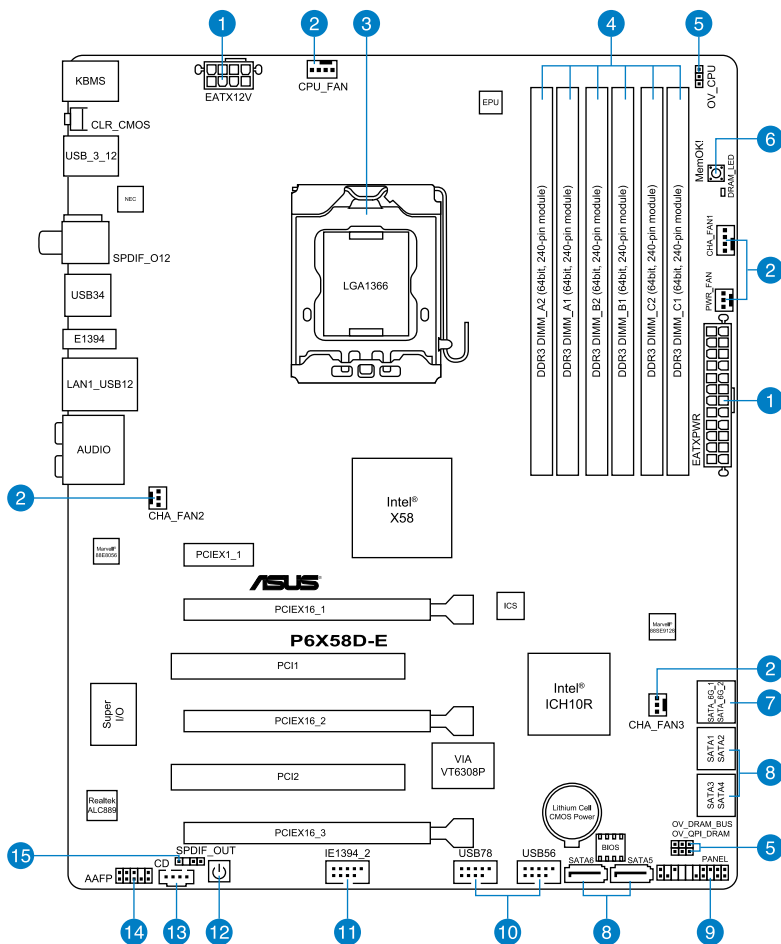 1
2
3
4
5
KBMS
EATX12V
CPU_FAN
EPU
OV_CPU
CLR_CMOS
USB_3_12
NEC
MemOK!
DRAM_LED
6
SPDIF_O12
LGA1366
DDR3 DIMM_A2 (64bit, 240-pin module)
DDR3 DIMM_A1 (64bit, 240-pin module)
DDR3 DIMM_B2 (64bit, 240-pin module)
DDR3 DIMM_B1 (64bit, 240-pin module)
DDR3 DIMM_C2 (64bit, 240-pin module)
DDR3 DIMM_C1 (64bit, 240-pin module)
CHA_FAN1
2
PWR_FAN
USB34
E1394
LAN1_USB12
EATXPWR
1
AUDIO
2
CHA_FAN2
Intel®
X58
Marvell®
88E8056
PCIEX1_1
ASUS
PCIEX16_1
ICS
P6X58D-E
Marvell®
88SE9128
PCI1
Intel®
ICH10R
2
CHA_FAN3
SATA_6G_1
SATA_6G_2
7
Super
I/O
PCIEX16_2
VIA
VT6308P
SATA1
SATA2
8
PCI2
SATA3
SATA4
Realtek
ALC889
Lithium Cell
CMOS Power
OV_DRAM_BUS
OV_QPI_DRAM
PCIEX16_3
BIOS
5
15
SPDIF_OUT
CD
IE1394_2
USB78
USB56
SATA6
SATA5
PANEL
AAFP
14
13
12
11
10
8
9